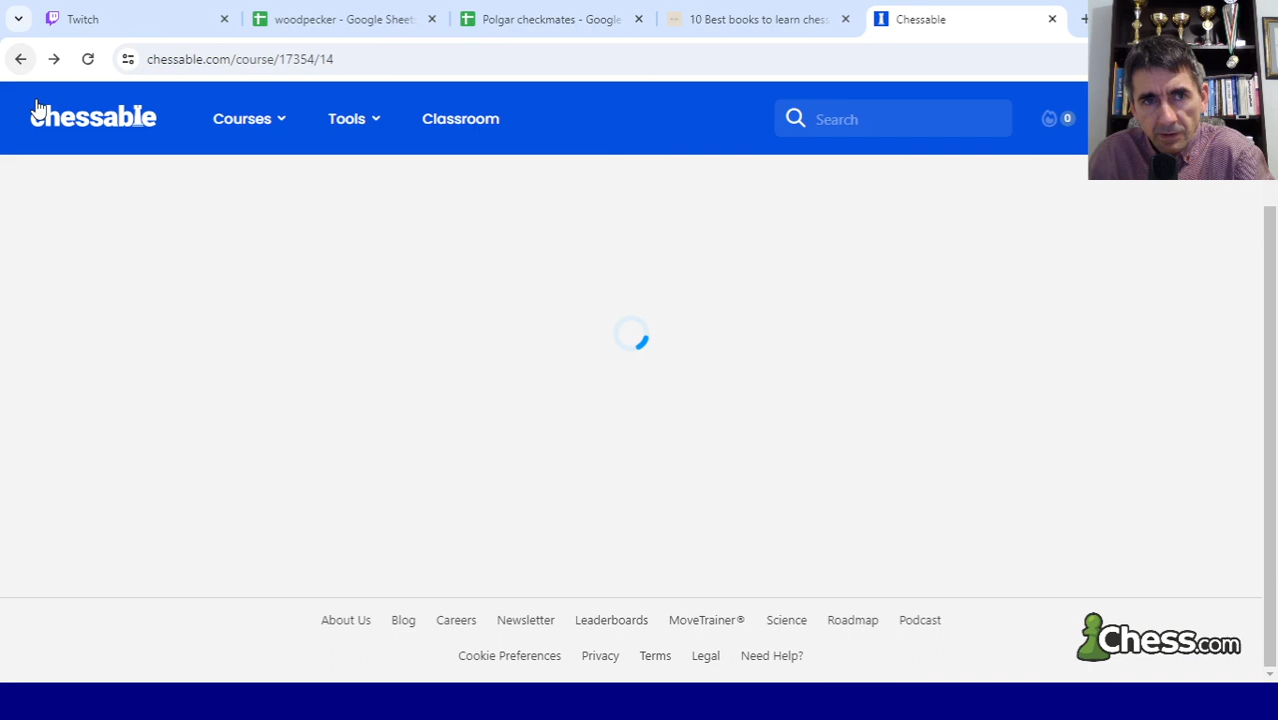 Twitch
woodpecker - Google Sheet
Polgar checkmates - Google
10 Best books to learn chess
Chessable
chessable.com/course/17354/14
chessable
Courses
Tools
Classroom
Search
0
About Us
Blog
Careers
Newsletter
Leaderboards
MoveTrainer®
Science
Roadmap
Podcast
Cookie Preferences
Privacy
Terms
Legal
Need Help?
Chess.com